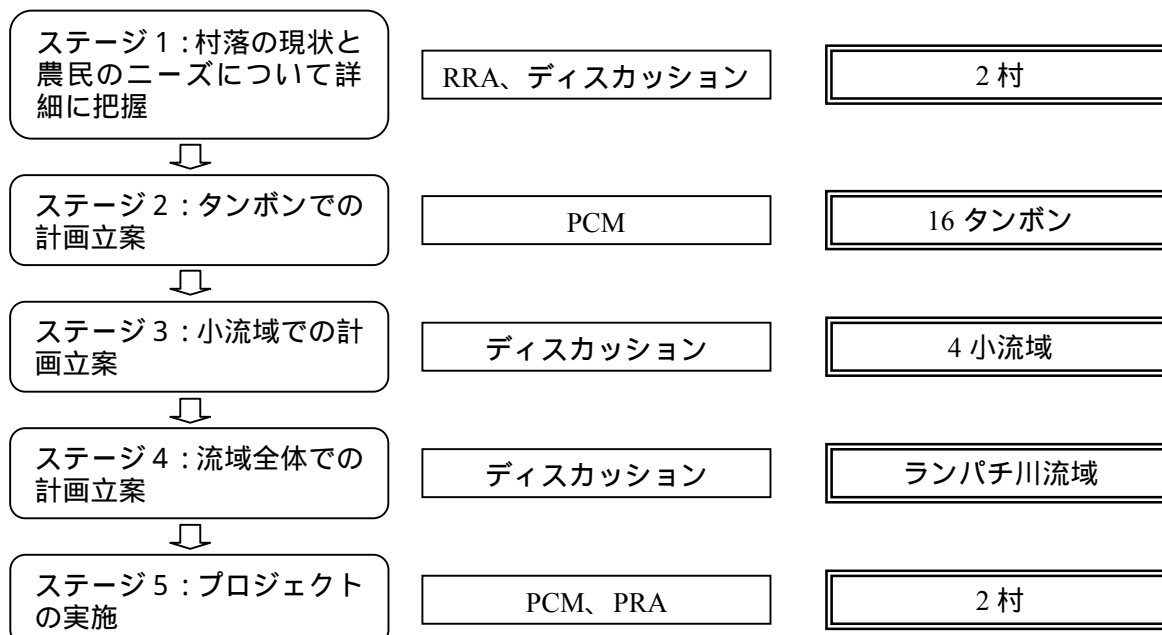 ステージ1:村落の現状と
農民のニーズについて詳
細に把握
RRA、ディスカッション
2 村
ステージ2:タンボンでの
計画立案
PCM
16 タンボン
ステージ3:小流域での計
画立案
ディスカッション
4 小流域
ステージ4:流域全体での
計画立案
ディスカッション
ランパチ川流域
ステージ5:プロジェクト
の実施
PCM、PRA
2 村